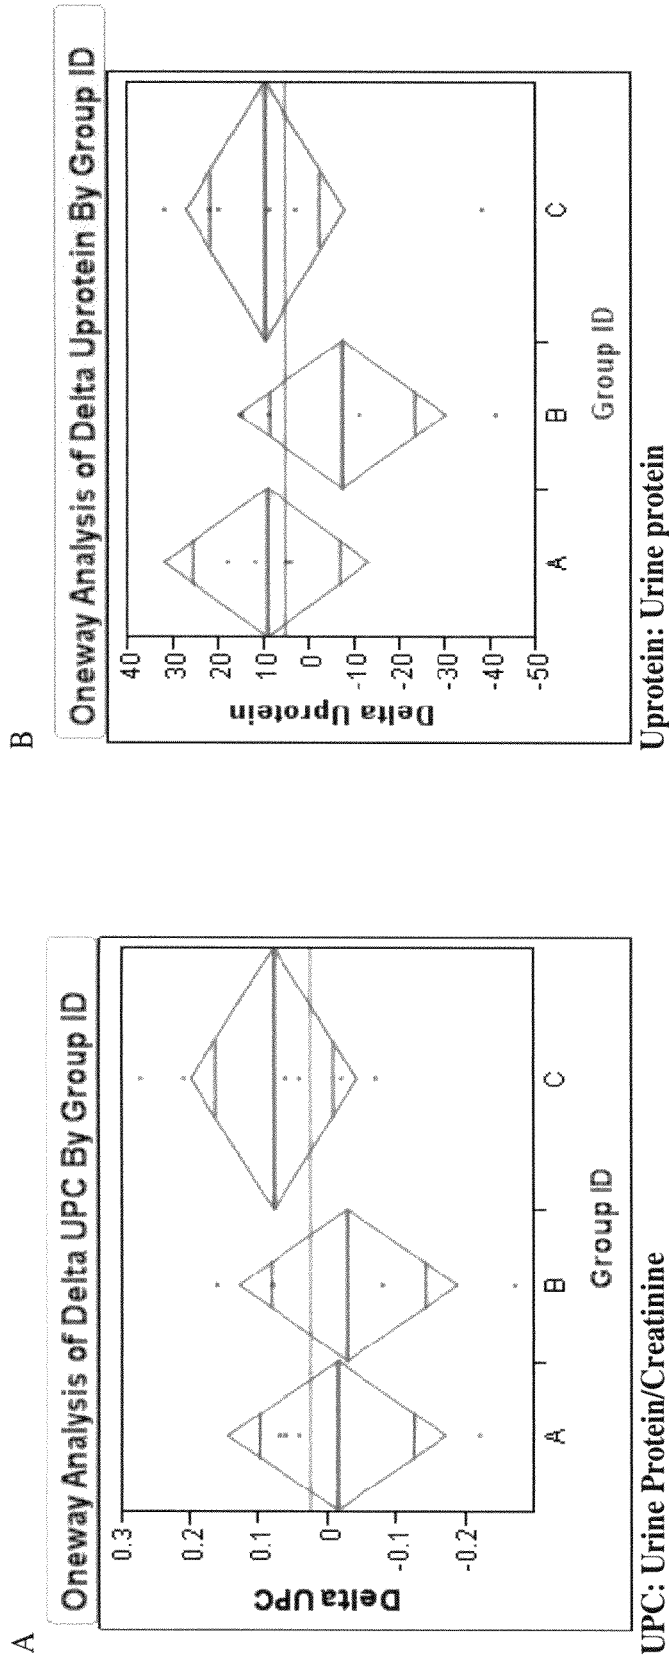 A
Oneway Analysis of Delta UPC By Group ID
Delta UPC
0.3
0.2
0.1
0
-0.1
-0.2
A
B
C
Group ID
UPC: Urine Protein/Creatinine
B
Oneway Analysis of Delta Uprotein By Group ID
Delta Uprotein
40
30
20
10
0
-10
-20
-30
-40
-50
A
B
C
Group ID
Uprotein: Urine protein